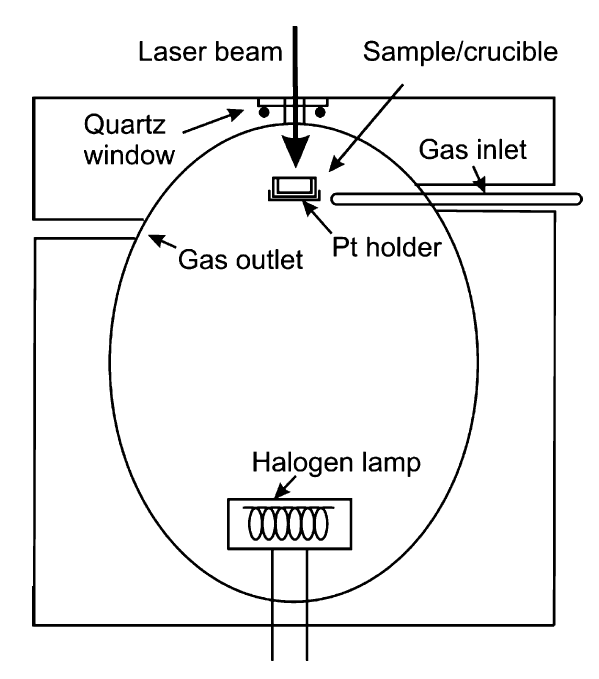 Laser beam
Sample/crucible
Quartz
window
Gas inlet
Pt holder
Gas outlet
Halogen lamp